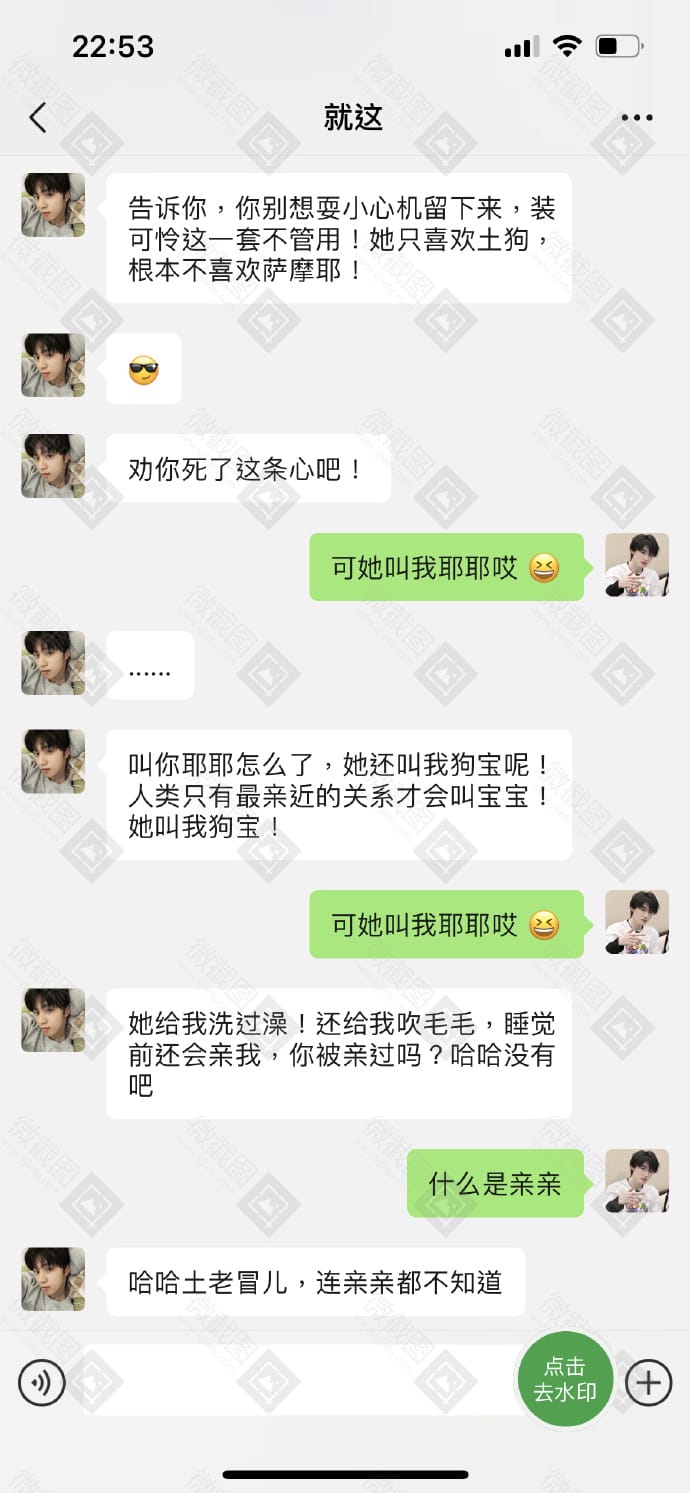 22:53
就这
告诉你，你别想耍小心机留下来，装
可怜这一套不管用！她只喜欢土狗，
根本不喜欢萨摩耶！
😎
劝你死了这条心吧！
可她叫我耶耶哎😆
......
叫你耶耶怎么了，她还叫我狗宝呢！
人类只有最亲近的关系才会叫宝宝！
她叫我狗宝！
可她叫我耶耶哎😆
她给我洗过澡！还给我吹毛毛，睡觉
前还会亲我，你被亲过吗？哈哈没有
吧
什么是亲亲
哈哈土老冒儿，连亲亲都不知道
点击
去水印
微截图